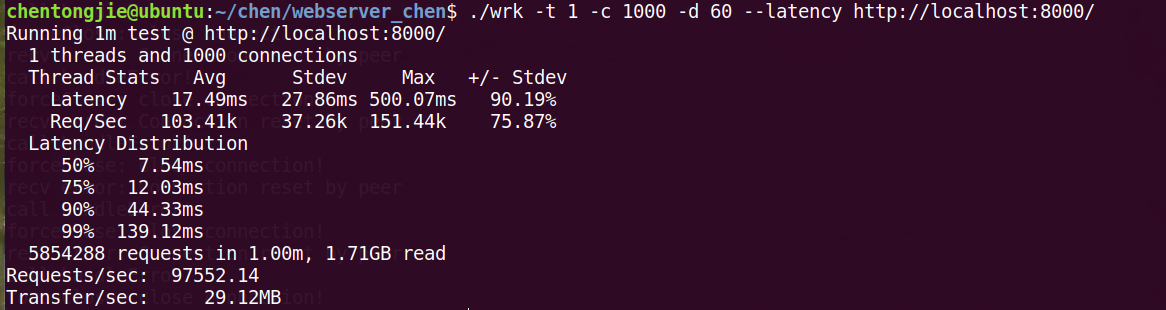 chentongjie@ubuntu:~/chen/webserver_chen$ ./wrk -t 1 -c 1000 -d 60 --latency http://localhost:8000/
Running 1m test @ http://localhost:8000/
  1 threads and 1000 connections
  Thread Stats   Avg      Stdev     Max   +/- Stdev
    Latency    17.49ms   27.86ms 500.07ms   90.19%
    Req/Sec   103.41k    37.26k  151.44k    75.87%
  Latency Distribution
     50%    7.54ms
     75%   12.03ms
     90%   44.33ms
     99%  139.12ms
  5854288 requests in 1.00m, 1.71GB read
Requests/sec:  97552.14
Transfer/sec:     29.12MB